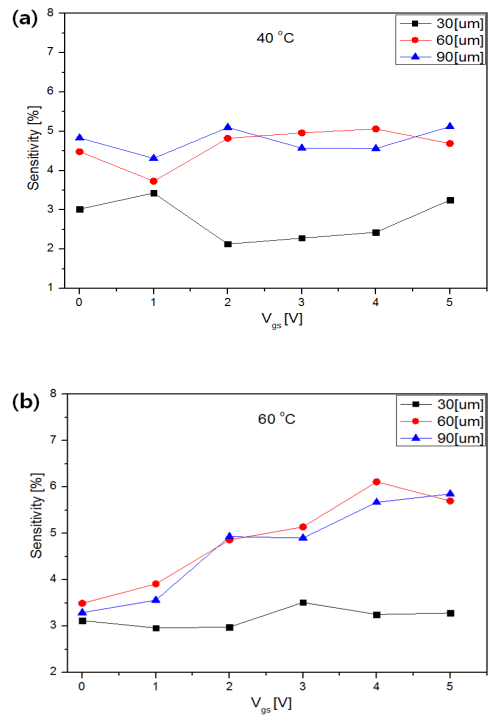 (a)
40 °C
30[um]
60[um]
90[um]
Sensitivity [%]
8
7
6
5
4
3
2
1
0 1 2 3 4 5
Vgs [V]
(b)
60 °C
30[um]
60[um]
90[um]
Sensitivity [%]
8
7
6
5
4
3
2
0 1 2 3 4 5
Vgs [V]